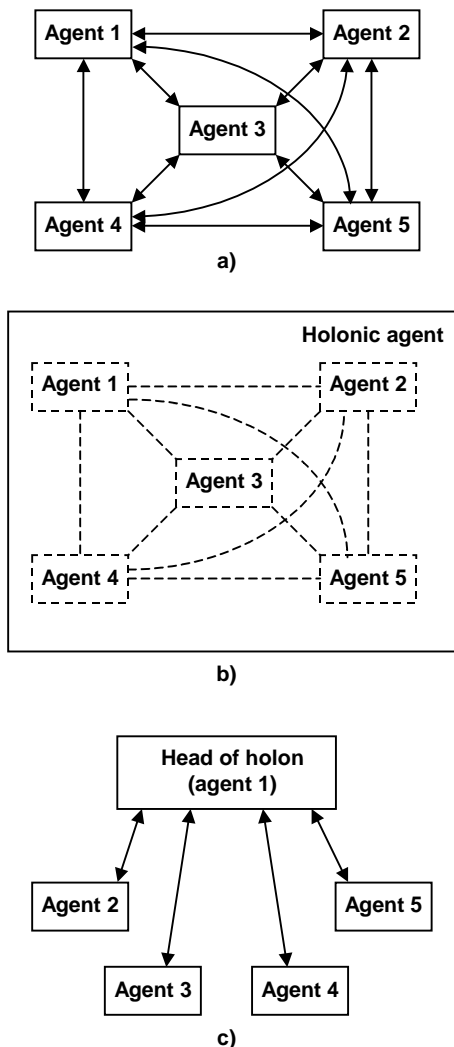 Agent 1
Agent 2
Agent 3
Agent 4
Agent 5
a)
Holonic agent
Agent 1
Agent 2
Agent 3
Agent 4
Agent 5
b)
Head of holon
(agent 1)
Agent 2
Agent 5
Agent 3
Agent 4
c)